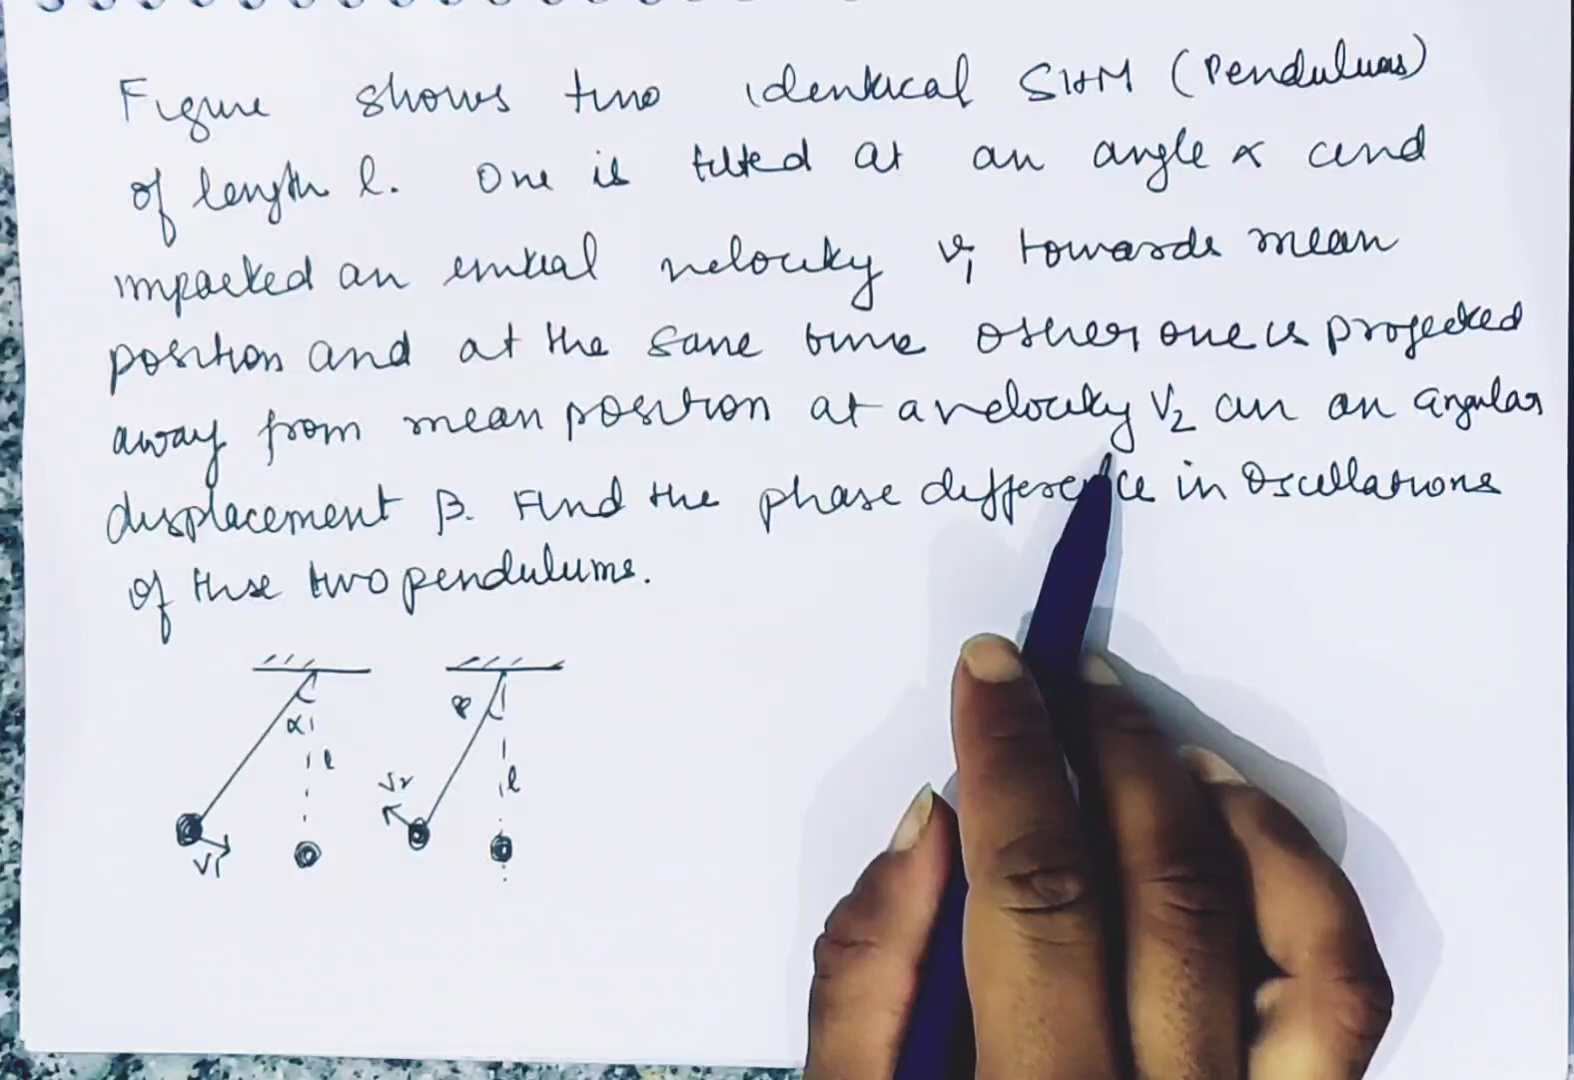 Figure shows two identical SHM (Pendulums)
of length l. One is tilted at an angle α and
imparted an initial velocity v₁ towards mean
position and at the same time other one is projected
away from mean position at a velocity V₂ at an angular
displacement β. Find the phase difference in Oscillations
of these two pendulums.
α l β l
V₁ V₂